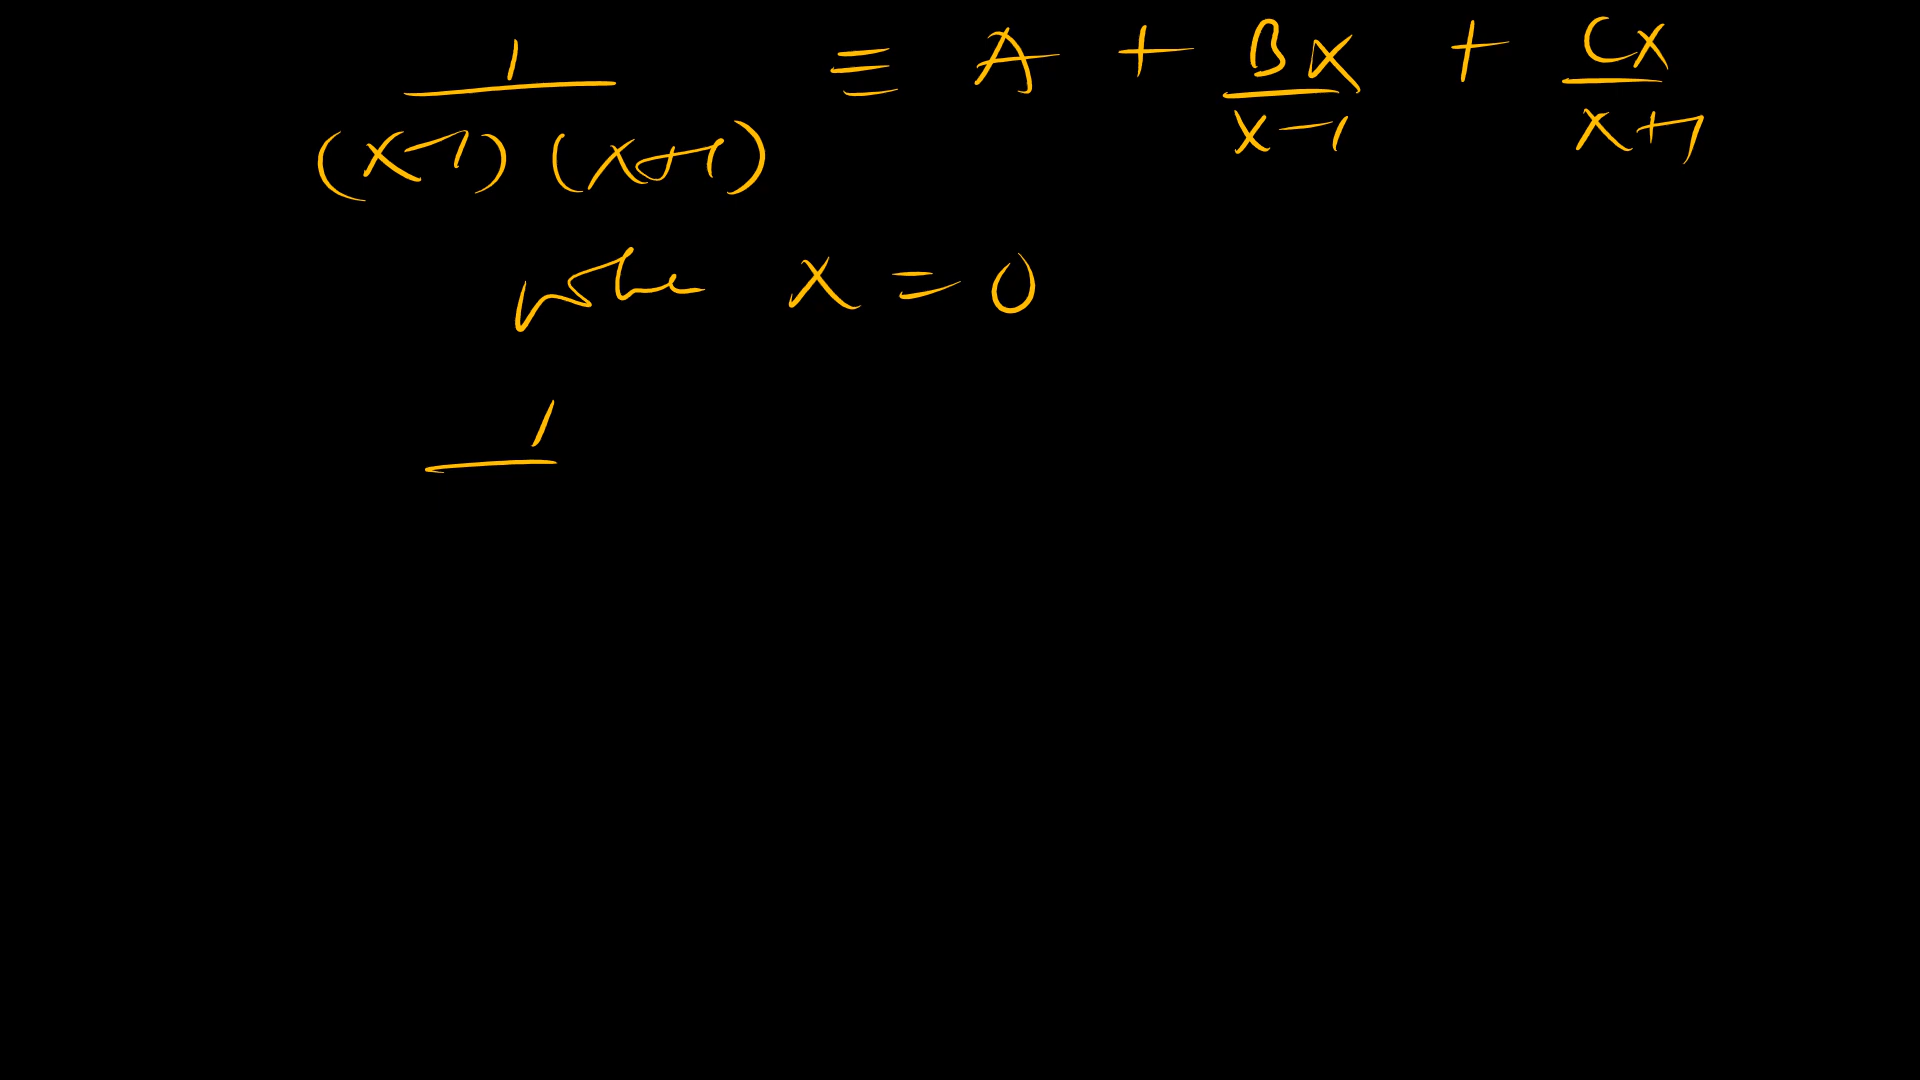 1/((x-1)(x+1)) ≡ A + Bx/(x-1) + Cx/(x+1)
when x = 0
1